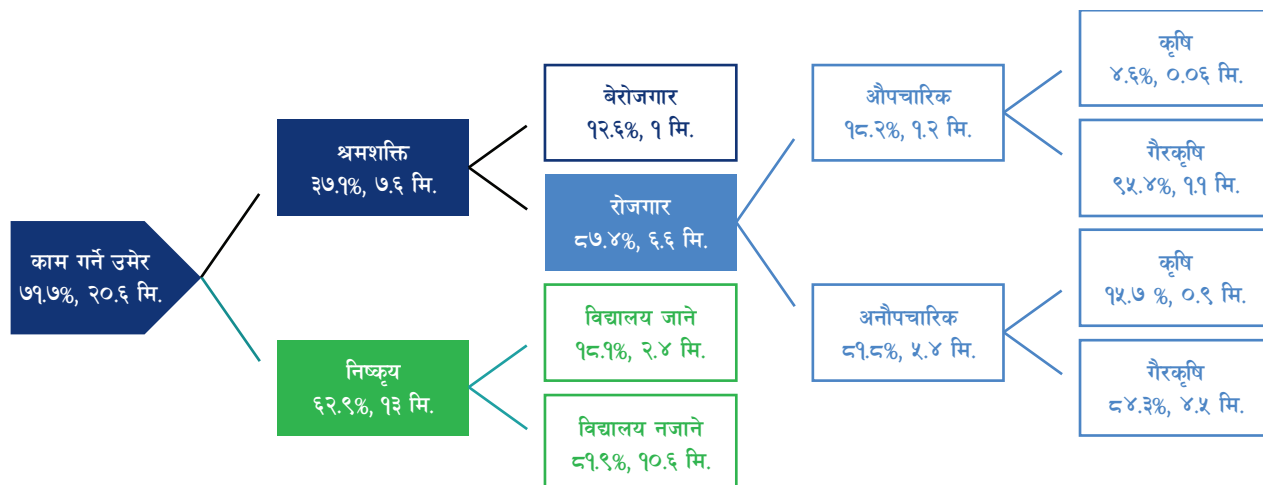 काम गर्ने उमेर
७१.७%, २०.६ मि.
श्रमशक्ति
३७.१%, ७.६ मि.
निष्कृय
६२.९%, १३ मि.
बेरोजगार
१२.६%, १ मि.
रोजगार
८७.४%, ६.६ मि.
विद्यालय जाने
१८.१%, २.४ मि.
विद्यालय नजाने
८१.९%, १०.६ मि.
औपचारिक
१८.२%, १.२ मि.
अनौपचारिक
८१.८%, ५.४ मि.
कृषि
४.६%, ०.०६ मि.
गैरकृषि
९५.४%, १.१ मि.
कृषि
१५.७ %, ०.९ मि.
गैरकृषि
८४.३%, ४.५ मि.